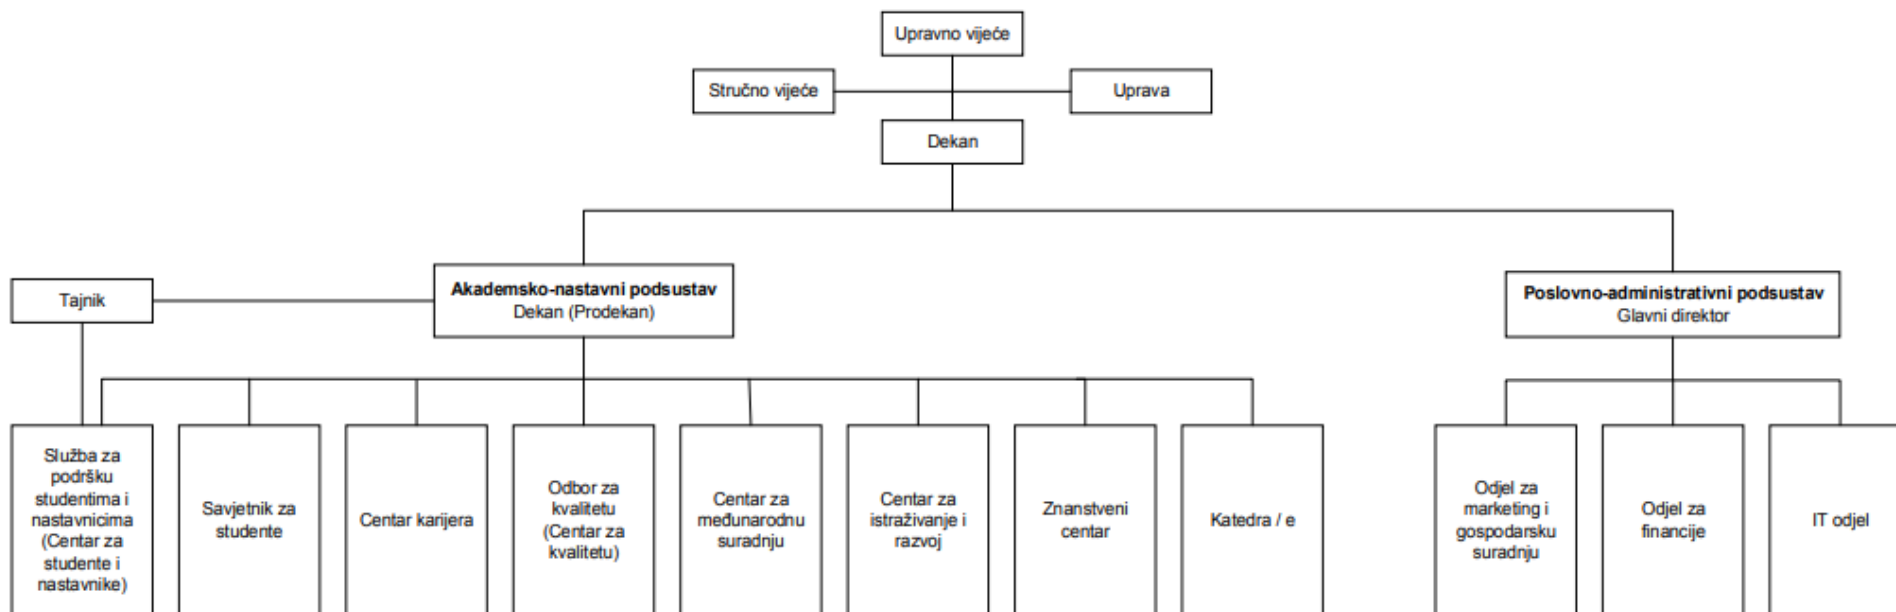 Upravno vijeće
Stručno vijeće
Uprava
Dekan
Tajnik
Akademsko-nastavni podsustav
Dekan (Prodekan)
Poslovno-administrativni podsustav
Glavni direktor
Služba za
podršku
studentima i
nastavnicima
(Centar za
studente i
nastavnike)
Savjetnik za
studente
Centar karijera
Odbor za
kvalitetu
(Centar za
kvalitetu)
Centar za
međunarodnu
suradnju
Centar za
istraživanje i
razvoj
Znanstveni
centar
Katedra / e
Odjel za
marketing i
gospodarsku
suradnju
Odjel za
financije
IT odjel